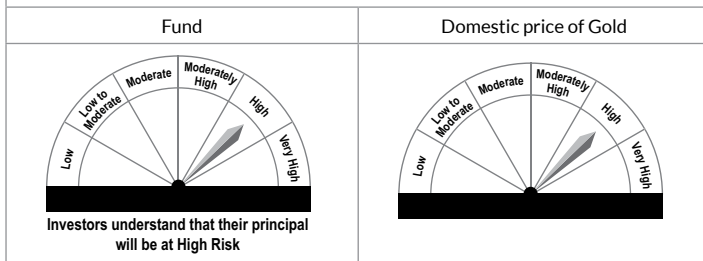 Fund
Domestic price of Gold
Low
Low to
Moderate
Moderate
Moderately
High
High
Very High
Low
Low to
Moderate
Moderate
Moderately
High
High
Very High
Investors understand that their principal
will be at High Risk